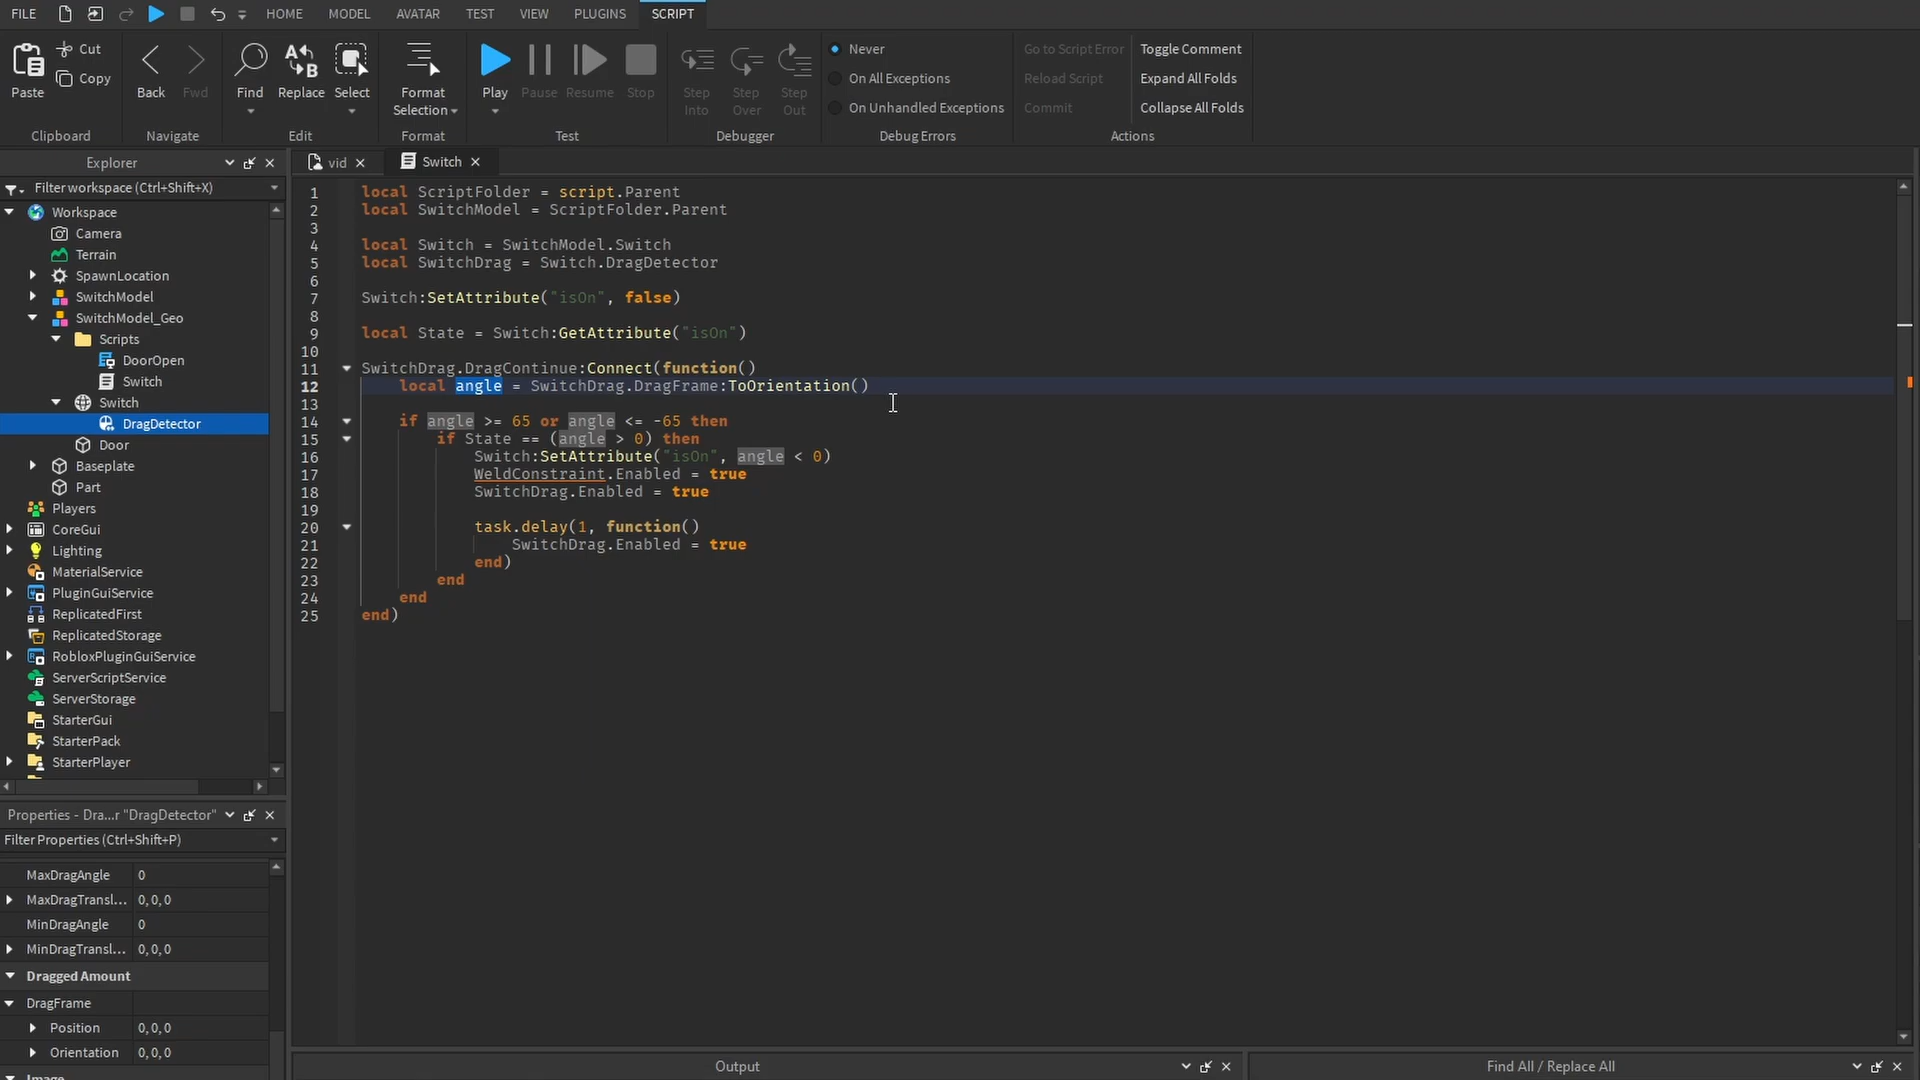 FILE HOME MODEL AVATAR TEST VIEW PLUGINS SCRIPT
Paste Cut Copy Back Fwd Find Replace Select Format Selection Play Pause Resume Stop Step Into Step Over Step Out
Never
On All Exceptions
On Unhandled Exceptions
Go to Script Error
Reload Script
Commit
Toggle Comment
Expand All Folds
Collapse All Folds
Clipboard Navigate Edit Format Test Debugger Debug Errors Actions
Explorer
Filter workspace (Ctrl+Shift+X)
Workspace
Camera
Terrain
SpawnLocation
SwitchModel
SwitchModel_Geo
Scripts
DoorOpen
Switch
Switch
DragDetector
Door
Baseplate
Part
Players
CoreGui
Lighting
MaterialService
PluginGuiService
ReplicatedFirst
ReplicatedStorage
RobloxPluginGuiService
ServerScriptService
ServerStorage
StarterGui
StarterPack
StarterPlayer
Properties - Dra...r "DragDetector"
Filter Properties (Ctrl+Shift+P)
MaxDragAngle 0
MaxDragTransl... 0,0,0
MinDragAngle 0
MinDragTransl... 0,0,0
Dragged Amount
DragFrame
Position 0,0,0
Orientation 0,0,0
Image
vid Switch
1 local ScriptFolder = script.Parent
2 local SwitchModel = ScriptFolder.Parent
3
4 local Switch = SwitchModel.Switch
5 local SwitchDrag = Switch.DragDetector
6
7 Switch:SetAttribute("isOn", false)
8
9 local State = Switch:GetAttribute("isOn")
10
11 SwitchDrag.DragContinue:Connect(function()
12 local angle = SwitchDrag.DragFrame:ToOrientation()
13
14 if angle >= 65 or angle <= -65 then
15 if State == (angle > 0) then
16 Switch:SetAttribute("isOn", angle < 0)
17 WeldConstraint.Enabled = true
18 SwitchDrag.Enabled = true
19
20 task.delay(1, function()
21 SwitchDrag.Enabled = true
22 end)
23 end
24 end
25 end)
Output
Find All / Replace All